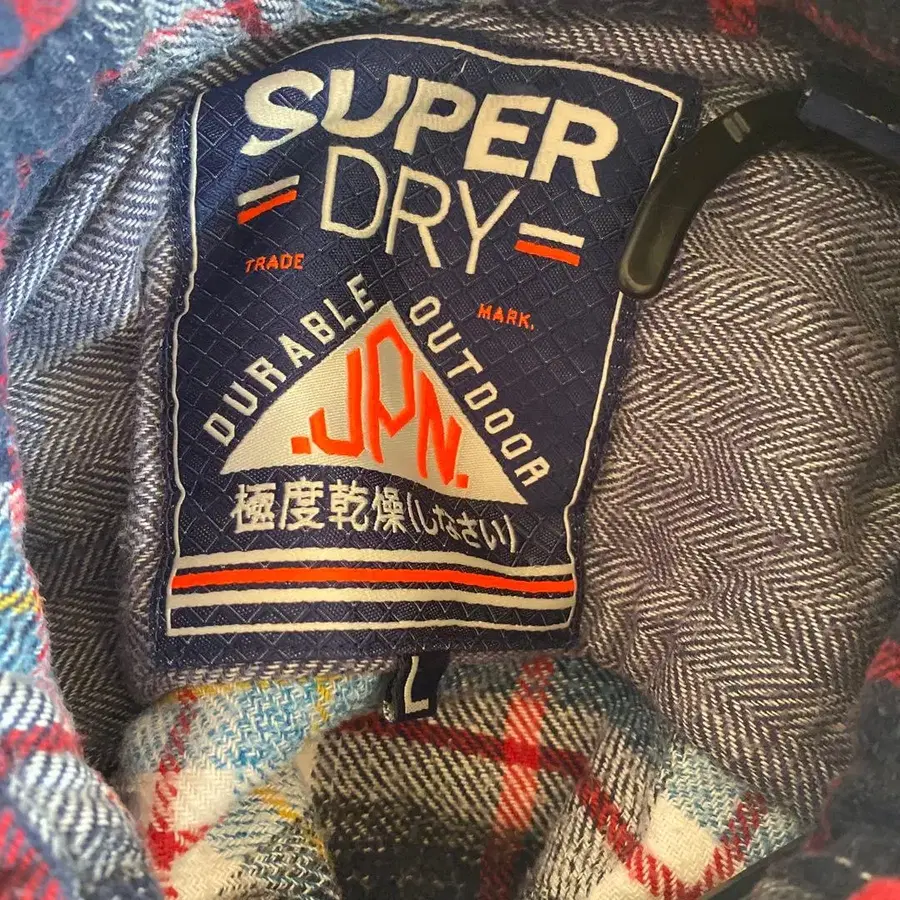 SUPER
DRY
TRADE
MARK.
DURABLE OUTDOOR
.JPN.
極度乾燥(しなさい)
L